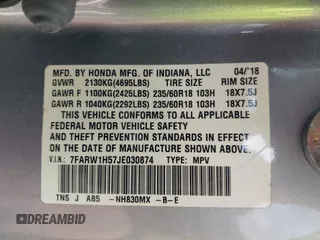 MFD. BY HONDA MFG. OF INDIANA, LLC 04/'18
GVWR 2130KG(4695LBS) TIRE SIZE RIM SIZE
GAWR F 1100KG(2425LBS) 235/60R18 103H 18X7.5J
GAWR R 1040KG(2292LBS) 235/60R18 103H 18X7.5J
THIS VEHICLE CONFORMS TO ALL APPLICABLE
FEDERAL MOTOR VEHICLE SAFETY, BUMPER,
AND THEFT PREVENTION STANDARDS IN EFFECT
ON THE DATE OF MANUFACTURE SHOWN ABOVE.
V.I.N.: 7FARW1H57JE030874 TYPE: MPV
TNS J A85 -NH830MX -B-E
DREAMBID